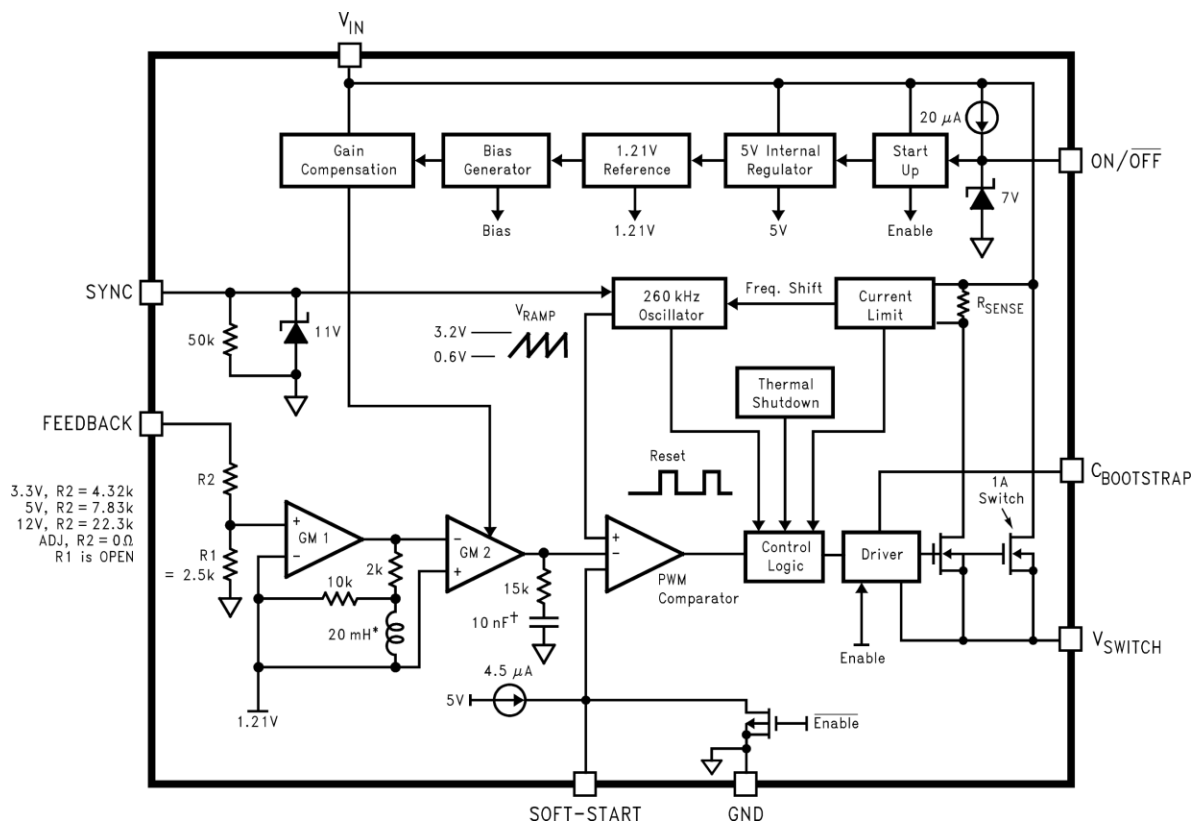 V_IN
20 μA
Gain
Compensation
Bias
Generator
1.21V
Reference
5V Internal
Regulator
Start
Up
ON/OFF
7V
Bias
1.21V
5V
Enable
SYNC
50k
11V
V_RAMP
3.2V
0.6V
260 kHz
Oscillator
Freq. Shift
Current
Limit
R_SENSE
Thermal
Shutdown
FEEDBACK
Reset
3.3V, R2 = 4.32k
5V, R2 = 7.83k
12V, R2 = 22.3k
ADJ, R2 = 0Ω
R1 is OPEN
R2
R1
= 2.5k
+
GM 1
−
10k
2k
20 mH*
−
GM 2
+
15k
10 nF†
+
−
PWM
Comparator
Control
Logic
Driver
1A
Switch
C_BOOTSTRAP
Enable
V_SWITCH
1.21V
4.5 μA
5V
Enable
SOFT-START
GND